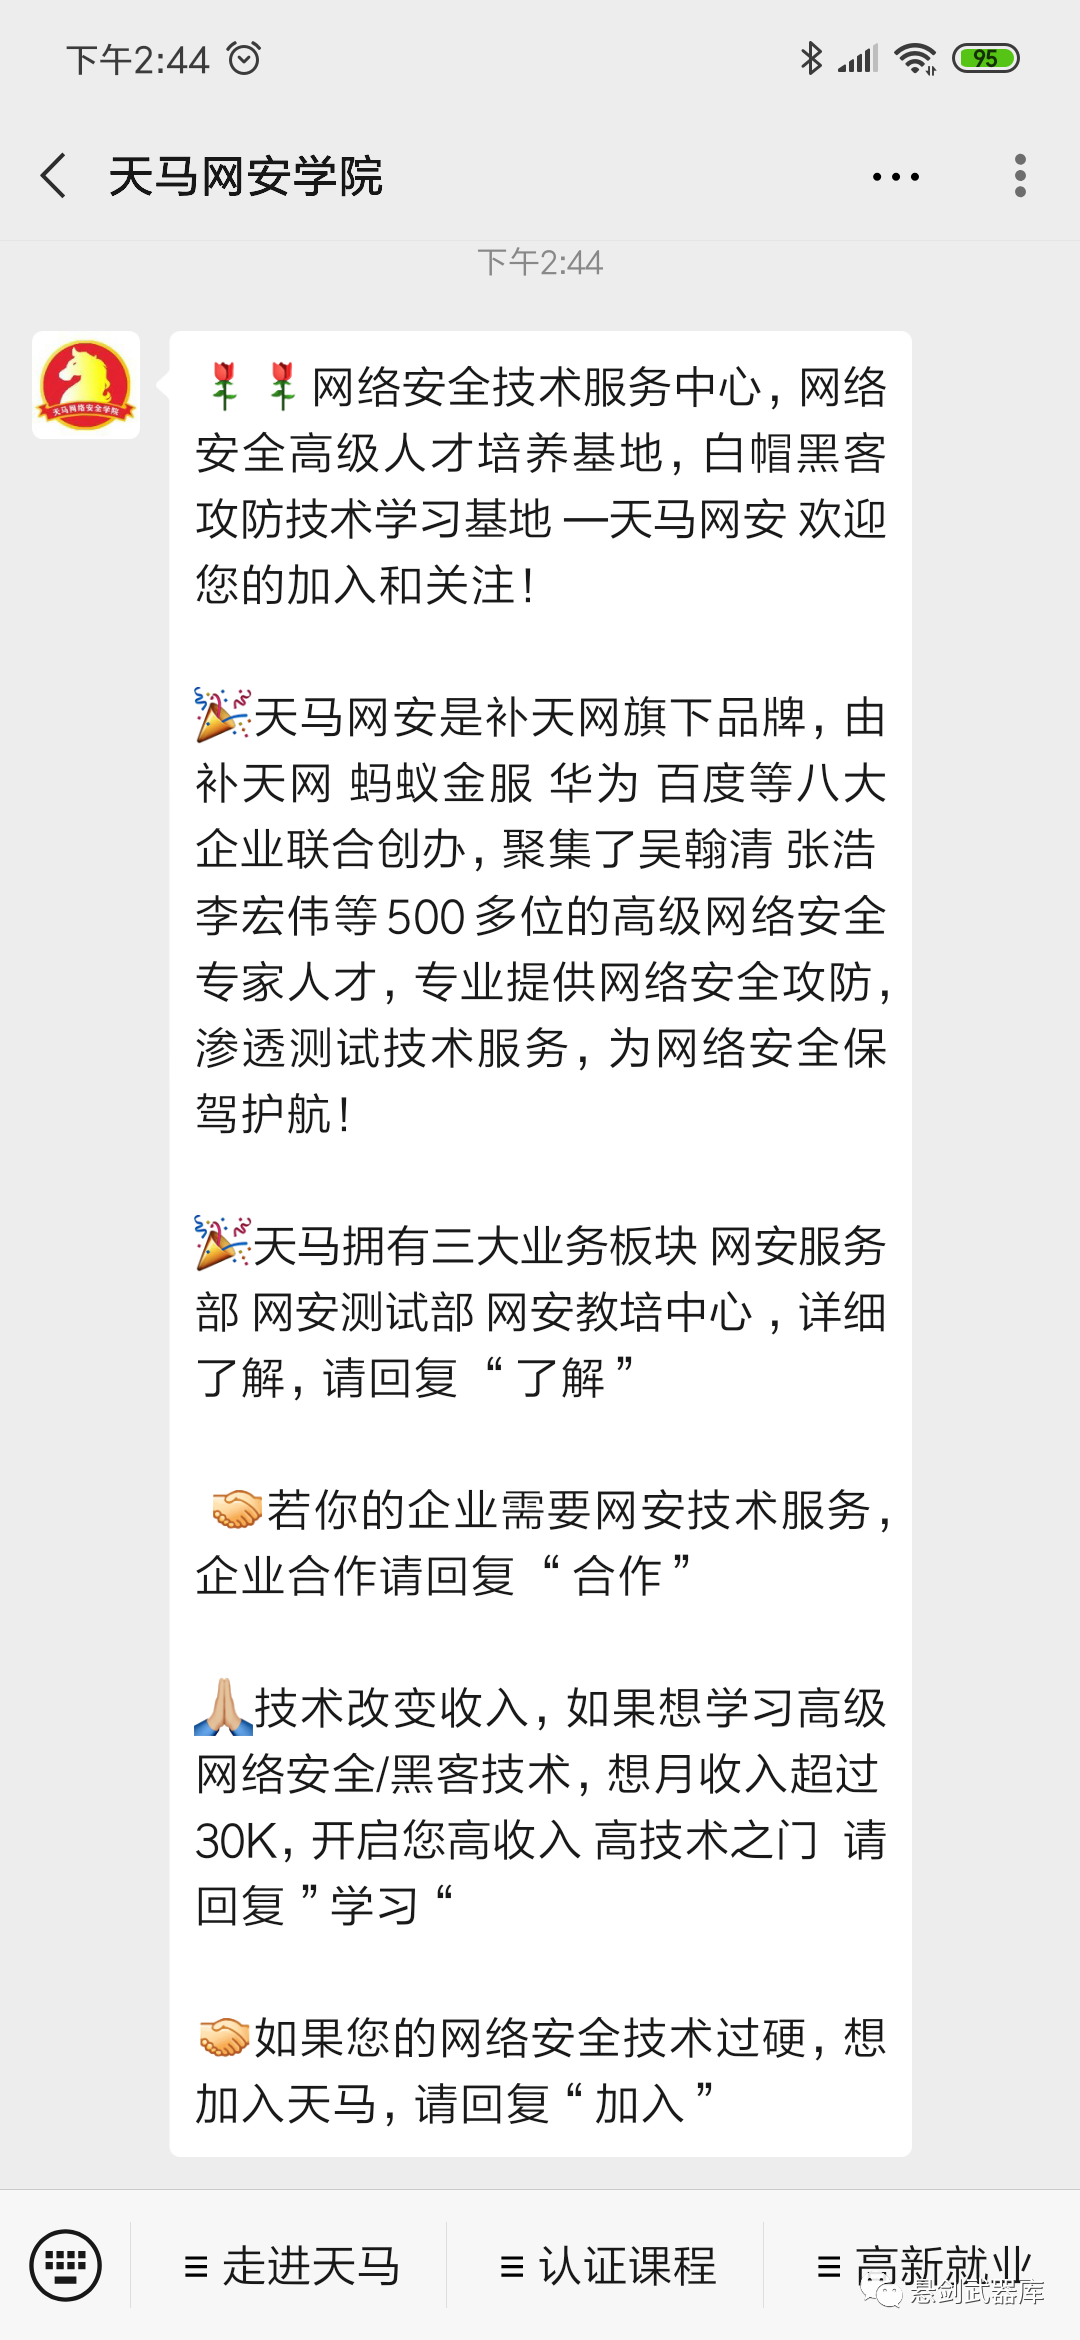 下午2:44
95
天马网安学院
下午2:44
天马网络安全学院
🌹🌹网络安全技术服务中心，网络
安全高级人才培养基地，白帽黑客
攻防技术学习基地 —天马网安 欢迎
您的加入和关注！
🎉天马网安是补天网旗下品牌，由
补天网 蚂蚁金服 华为 百度等八大
企业联合创办，聚集了吴翰清 张浩
李宏伟等500多位的高级网络安全
专家人才，专业提供网络安全攻防，
渗透测试技术服务，为网络安全保
驾护航！
🎉天马拥有三大业务板块 网安服务
部 网安测试部 网安教培中心 ，详细
了解，请回复 “了解”
🤝若你的企业需要网安技术服务，
企业合作请回复 “合作”
🙏技术改变收入，如果想学习高级
网络安全/黑客技术，想月收入超过
30K，开启您高收入 高技术之门 请
回复 ”学习“
🤝如果您的网络安全技术过硬，想
加入天马，请回复“加入”
走进天马
认证课程
高新就业
悬剑武器库